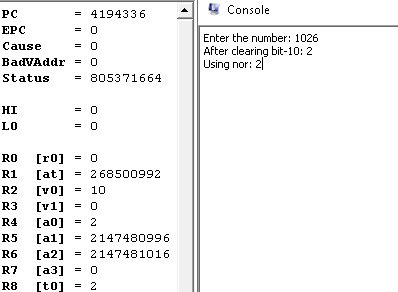 PC = 4194336
EPC = 0
Cause = 0
BadVAddr = 0
Status = 805371664
HI = 0
LO = 0
R0 [r0] = 0
R1 [at] = 268500992
R2 [v0] = 10
R3 [v1] = 0
R4 [a0] = 2
R5 [a1] = 2147480996
R6 [a2] = 2147481016
R7 [a3] = 0
R8 [t0] = 2
Console
Enter the number: 1026
After clearing bit-10: 2
Using nor: 2